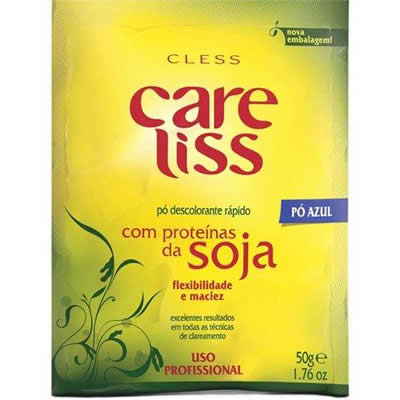 nova
embalagem!
CLESS
care
liss
pó descolorante rápido
PÓ AZUL
com proteínas
da soja
flexibilidade
e maciez
excelentes resultados
em todas as técnicas
de clareamento
USO
PROFISSIONAL
50g e
1.76 oz